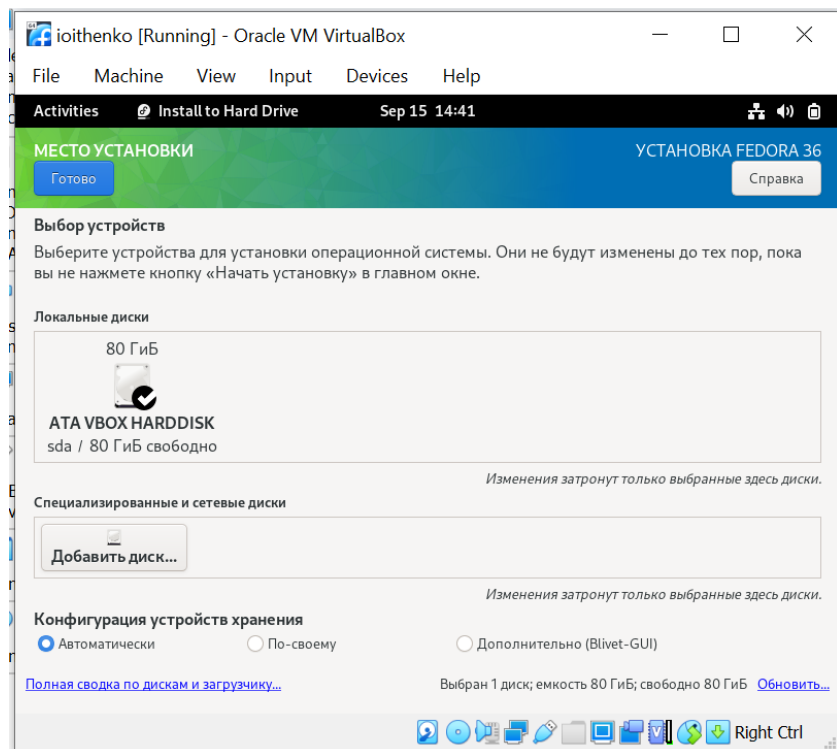 ioithenko [Running] - Oracle VM VirtualBox
File Machine View Input Devices Help
Activities Install to Hard Drive Sep 15 14:41
МЕСТО УСТАНОВКИ УСТАНОВКА FEDORA 36
Готово Справка
Выбор устройств
Выберите устройства для установки операционной системы. Они не будут изменены до тех пор, пока
вы не нажмете кнопку «Начать установку» в главном окне.
Локальные диски
80 ГиБ
ATA VBOX HARDDISK
sda / 80 ГиБ свободно
Изменения затронут только выбранные здесь диски.
Специализированные и сетевые диски
Добавить диск...
Изменения затронут только выбранные здесь диски.
Конфигурация устройств хранения
Автоматически По-своему Дополнительно (Blivet-GUI)
Полная сводка по дискам и загрузчику... Выбран 1 диск; емкость 80 ГиБ; свободно 80 ГиБ Обновить...
Right Ctrl